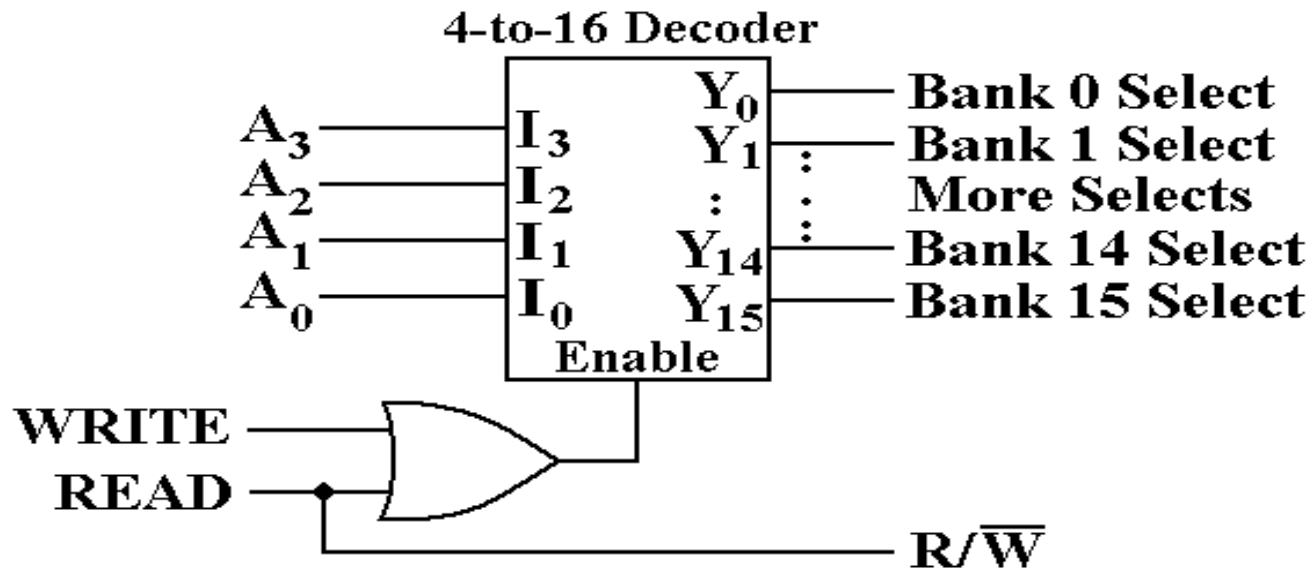 4-to-16 Decoder
Y0 Bank 0 Select
A3 I3 Y1 Bank 1 Select
A2 I2 More Selects
A1 I1 Y14 Bank 14 Select
A0 I0 Y15 Bank 15 Select
Enable
WRITE
READ
R/W̅